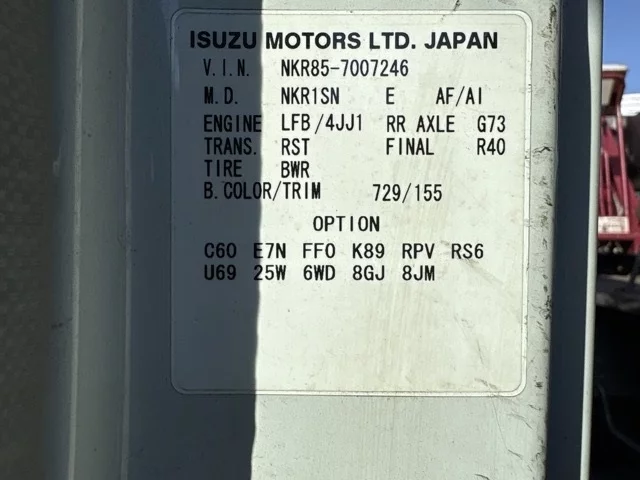 ISUZU MOTORS LTD. JAPAN
V.I.N. NKR85-7007246
M.D. NKR1SN E AF/AI
ENGINE LFB/4JJ1 RR AXLE G73
TRANS. RST FINAL R40
TIRE BWR
B.COLOR/TRIM 729/155
OPTION
C60 E7N FF0 K89 RPV RS6
U69 25W 6WD 8GJ 8JM